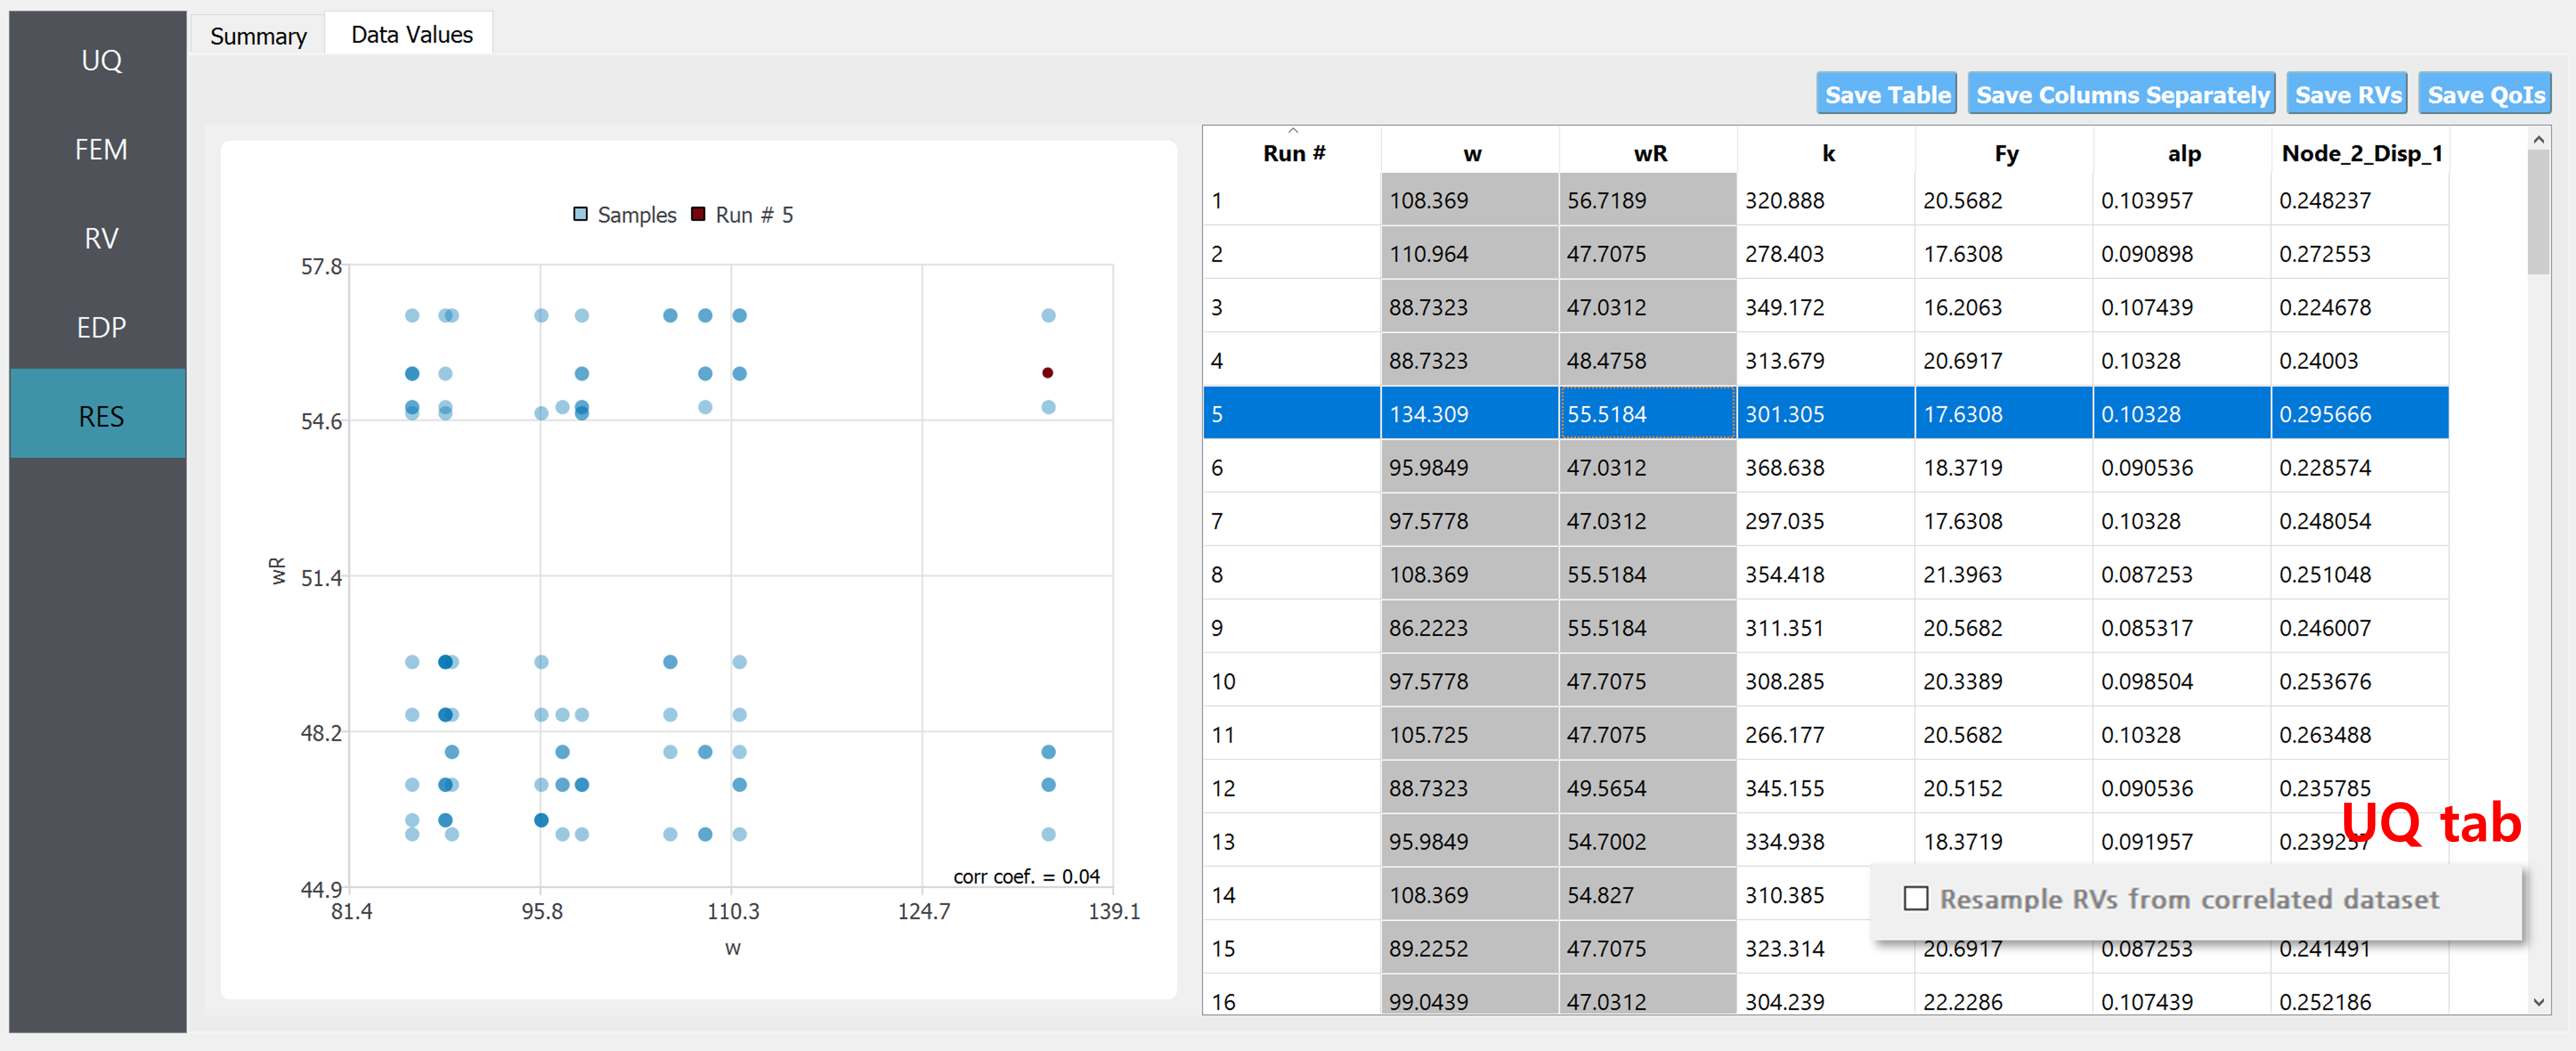 UQ
FEM
RV
EDP
RES
Summary Data Values
Save Table Save Columns Separately Save RVs Save QoIs
Samples Run # 5
57.8
54.6
51.4
48.2
44.9
wR
corr coef. = 0.04
81.4 95.8 110.3 124.7 139.1
w
Run # w wR k Fy alp Node_2_Disp_1
1 108.369 56.7189 320.888 20.5682 0.103957 0.248237
2 110.964 47.7075 278.403 17.6308 0.090898 0.272553
3 88.7323 47.0312 349.172 16.2063 0.107439 0.224678
4 88.7323 48.4758 313.679 20.6917 0.10328 0.24003
5 134.309 55.5184 301.305 17.6308 0.10328 0.295666
6 95.9849 47.0312 368.638 18.3719 0.090536 0.228574
7 97.5778 47.0312 297.035 17.6308 0.10328 0.248054
8 108.369 55.5184 354.418 21.3963 0.087253 0.251048
9 86.2223 55.5184 311.351 20.5682 0.085317 0.246007
10 97.5778 47.7075 308.285 20.3389 0.098504 0.253676
11 105.725 47.7075 266.177 20.5682 0.10328 0.263488
12 88.7323 49.5654 345.155 20.5152 0.090536 0.235785
13 95.9849 54.7002 334.938 18.3719 0.091957
UQ tab
14 108.369 54.827 310.385
Resample RVs from correlated dataset
15 89.2252 47.7075 323.314 20.6917 0.087253 0.241491
16 99.0439 47.0312 304.239 22.2286 0.107439 0.252186